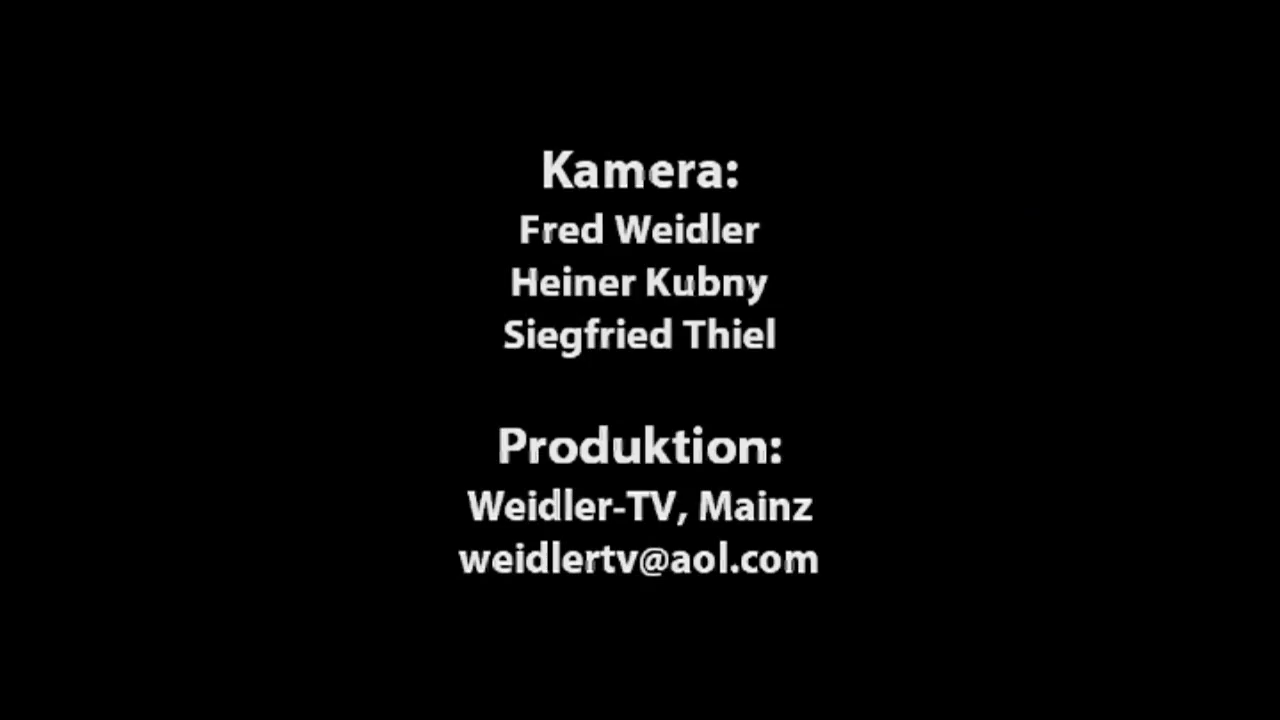 Kamera:
Fred Weidler
Heiner Kubny
Siegfried Thiel
Produktion:
Weidler-TV, Mainz
weidlertv@aol.com